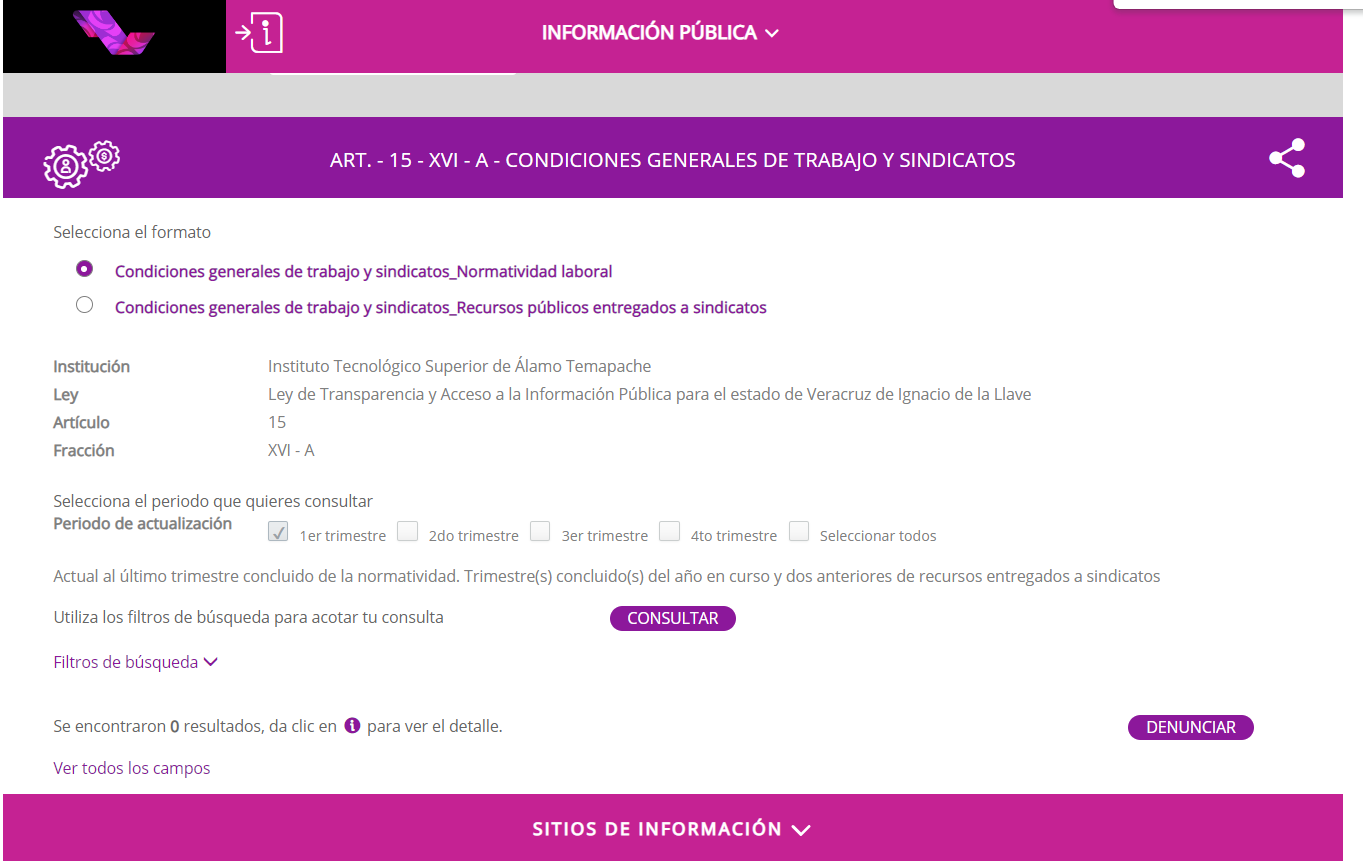 INFORMACIÓN PÚBLICA
ART. - 15 - XVI - A - CONDICIONES GENERALES DE TRABAJO Y SINDICATOS
Selecciona el formato
Condiciones generales de trabajo y sindicatos_Normatividad laboral
Condiciones generales de trabajo y sindicatos_Recursos públicos entregados a sindicatos
Institución Instituto Tecnológico Superior de Álamo Temapache
Ley Ley de Transparencia y Acceso a la Información Pública para el estado de Veracruz de Ignacio de la Llave
Artículo 15
Fracción XVI - A
Selecciona el periodo que quieres consultar
Periodo de actualización 1er trimestre 2do trimestre 3er trimestre 4to trimestre Seleccionar todos
Actual al último trimestre concluido de la normatividad. Trimestre(s) concluido(s) del año en curso y dos anteriores de recursos entregados a sindicatos
Utiliza los filtros de búsqueda para acotar tu consulta CONSULTAR
Filtros de búsqueda
Se encontraron 0 resultados, da clic en i para ver el detalle. DENUNCIAR
Ver todos los campos
SITIOS DE INFORMACIÓN